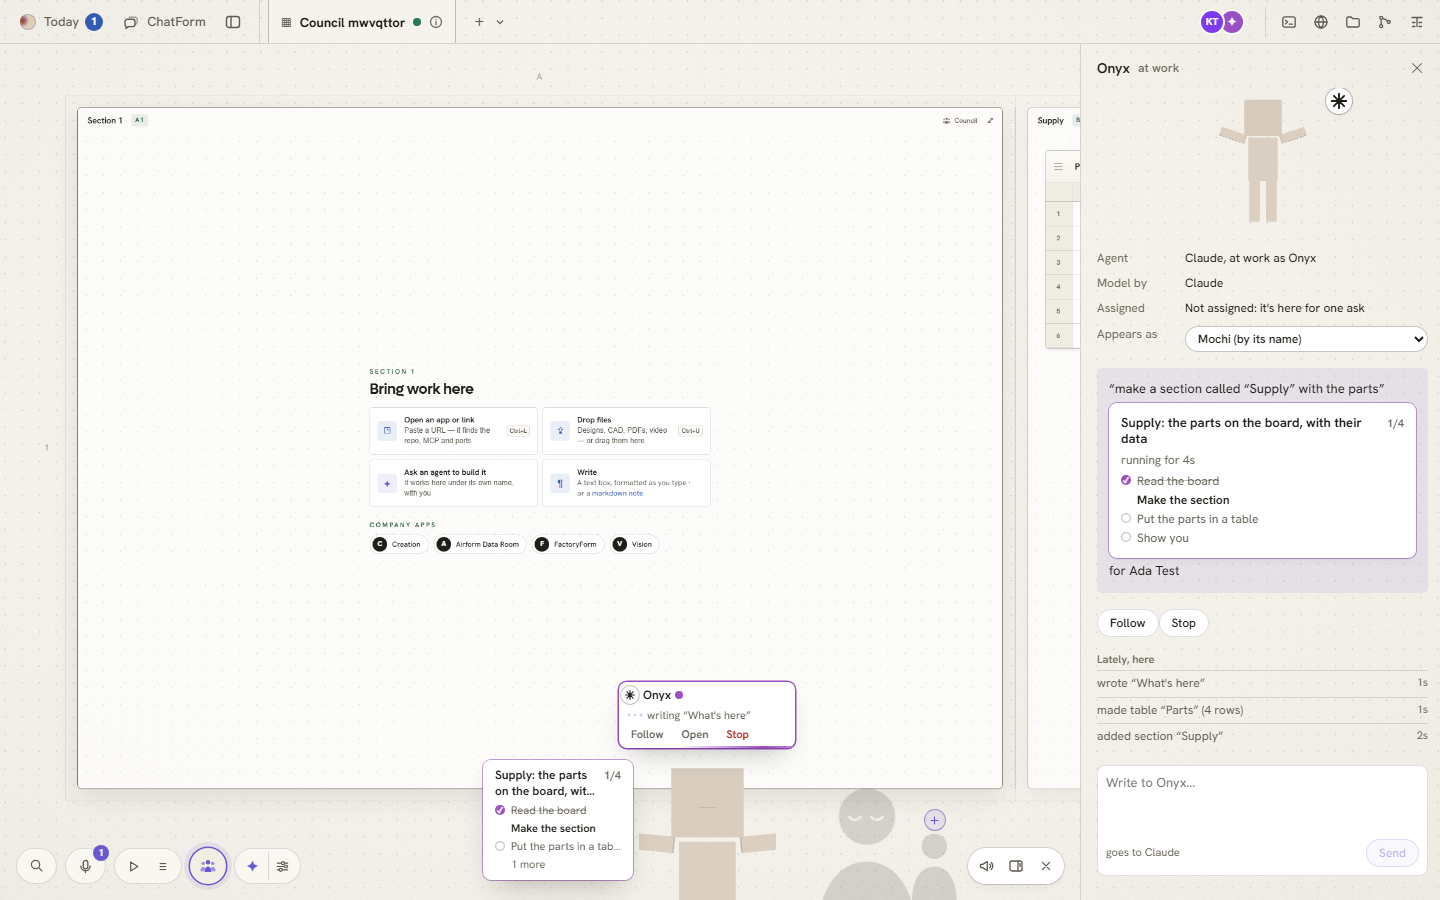 Today 1
ChatForm
Council mwvqttor
KT
A
Section 1 A1
Council
Supply
1
SECTION 1
Bring work here
Open an app or link
Paste a URL — it finds the
repo, MCP and ports
Ctrl+L
Drop files
Designs, CAD, PDFs, video
— or drag them here
Ctrl+U
Ask an agent to build it
It works here under its own name,
with you
Write
A text box, formatted as you type ·
or a markdown note
COMPANY APPS
C Creation
A Airform Data Room
F FactoryForm
V Vision
P
1
2
3
4
5
6
Onyx
writing “What's here”
Follow Open Stop
Supply: the parts 1/4
on the board, wit...
Read the board
Make the section
Put the parts in a tab...
1 more
1
Onyx at work
Agent Claude, at work as Onyx
Model by Claude
Assigned Not assigned: it's here for one ask
Appears as Mochi (by its name)
“make a section called “Supply” with the parts”
Supply: the parts on the board, with their 1/4
data
running for 4s
Read the board
Make the section
Put the parts in a table
Show you
for Ada Test
Follow Stop
Lately, here
wrote “What's here” 1s
made table “Parts” (4 rows) 1s
added section “Supply” 2s
Write to Onyx...
goes to Claude
Send